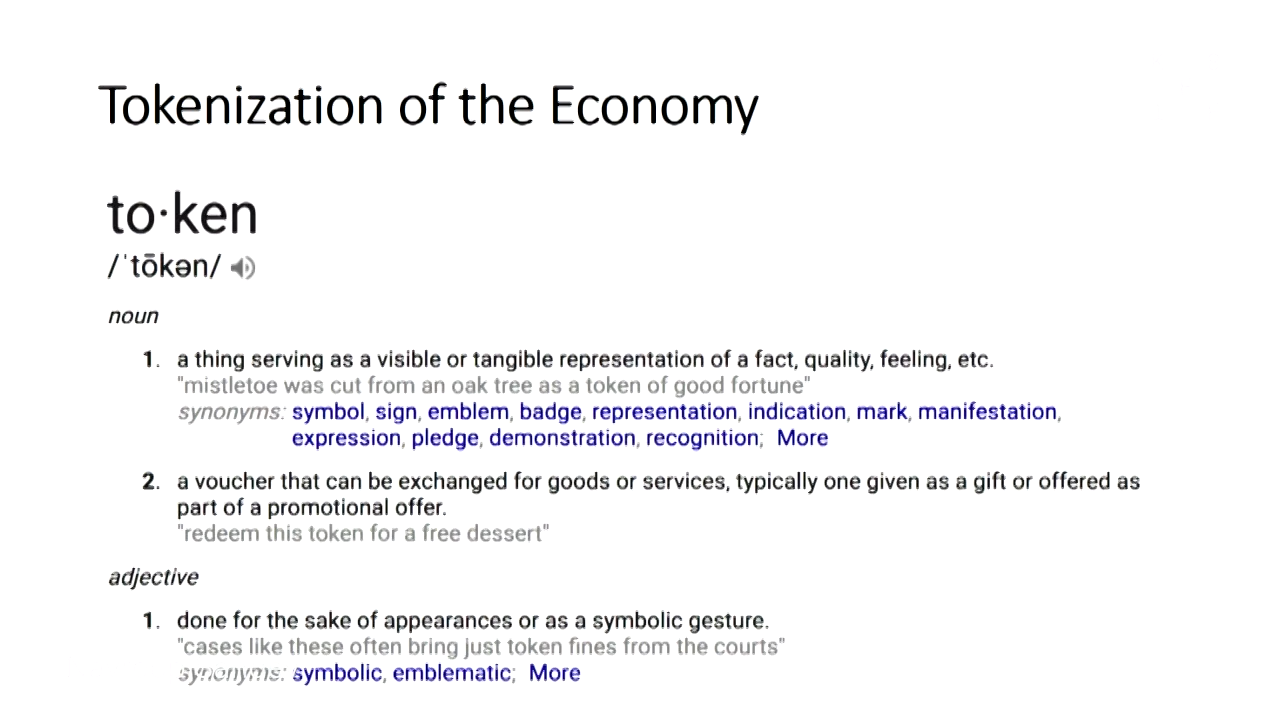 Tokenization of the Economy
to·ken
/ˈtōkən/
noun
1. a thing serving as a visible or tangible representation of a fact, quality, feeling, etc.
"mistletoe was cut from an oak tree as a token of good fortune"
synonyms: symbol, sign, emblem, badge, representation, indication, mark, manifestation,
expression, pledge, demonstration, recognition; More
2. a voucher that can be exchanged for goods or services, typically one given as a gift or offered as
part of a promotional offer.
"redeem this token for a free dessert"
adjective
1. done for the sake of appearances or as a symbolic gesture.
"cases like these often bring just token fines from the courts"
synonyms: symbolic, emblematic; More